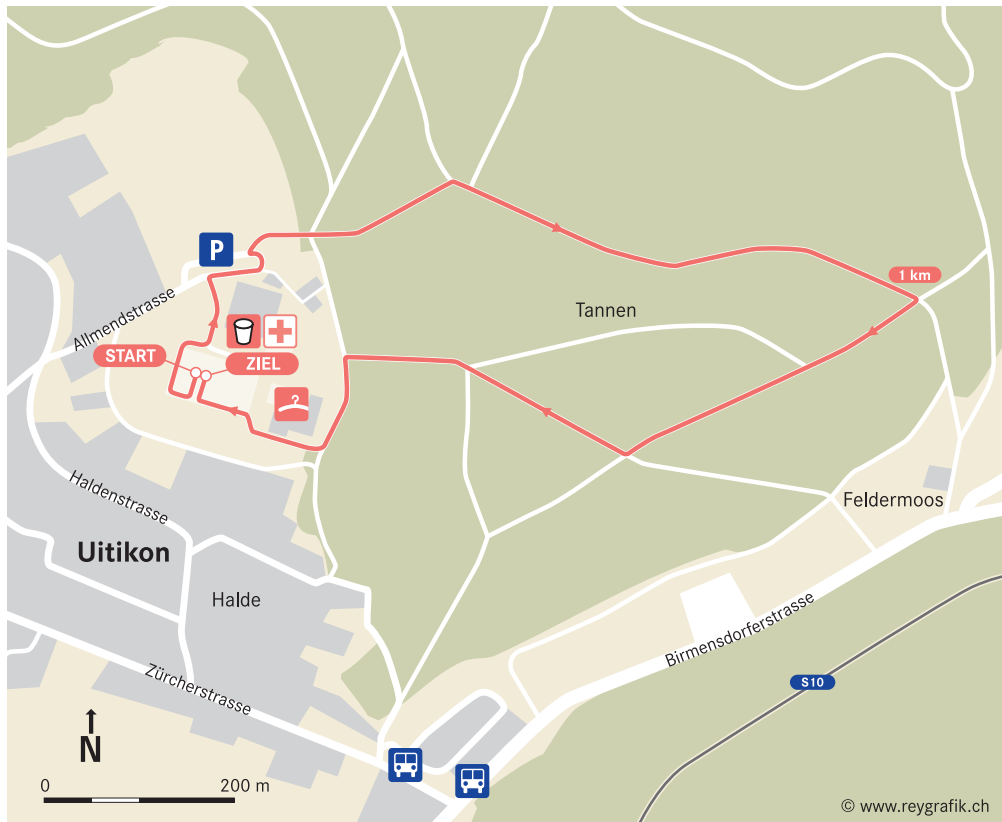 P
1 km
Tannen
Allmendstrasse
START
ZIEL
Haldenstrasse
Feldermoos
Uitikon
Halde
Birmensdorferstrasse
Zürcherstrasse
S10
N
0 200 m
© www.reygrafik.ch